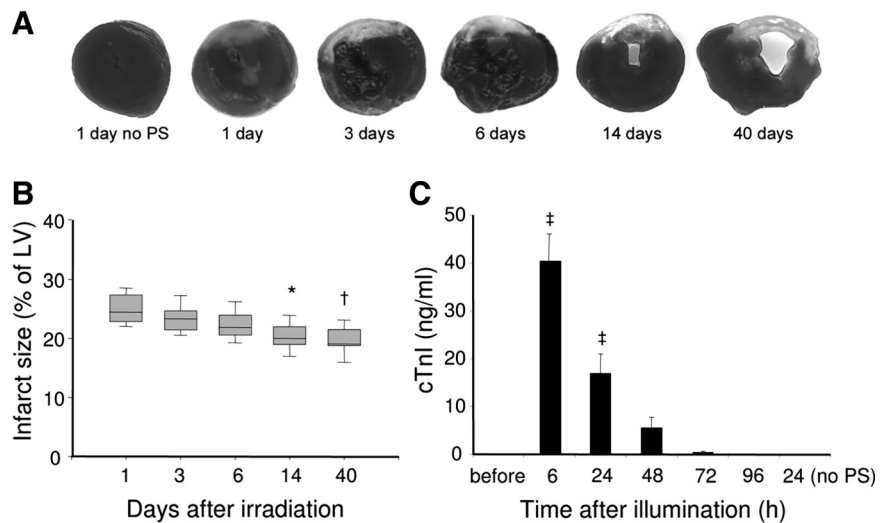 A
1 day no PS
1 day
3 days
6 days
14 days
40 days
B
Infarct size (% of LV)
40
30
20
10
0
*
†
1 3 6 14 40
Days after irradiation
C
cTnI (ng/ml)
50
40
30
20
10
0
‡
‡
before 6 24 48 72 96 24 (no PS)
Time after illumination (h)